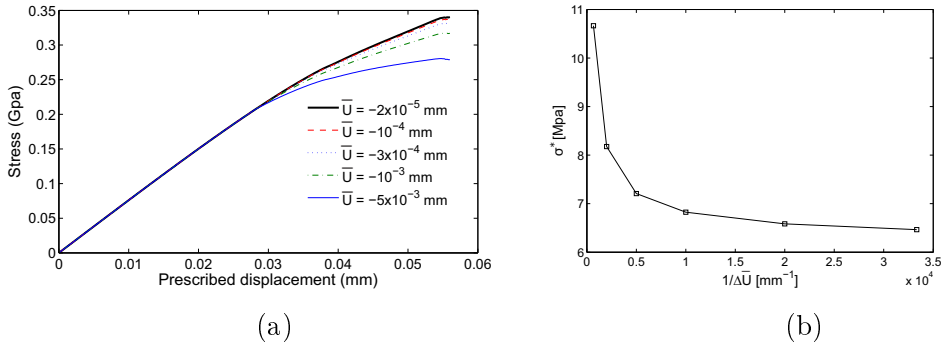 0.35
0.3
0.25
0.2
0.15
0.1
0.05
0
Stress (Gpa)
U̅ = −2x10⁻⁵ mm
U̅ = −10⁻⁴ mm
U̅ = −3x10⁻⁴ mm
U̅ = −10⁻³ mm
U̅ = −5x10⁻³ mm
0 0.01 0.02 0.03 0.04 0.05 0.06
Prescribed displacement (mm)
(a)
11
10
9
8
7
6
σ* [Mpa]
0 0.5 1 1.5 2 2.5 3 3.5
x 10⁴
1/ΔU̅ [mm⁻¹]
(b)